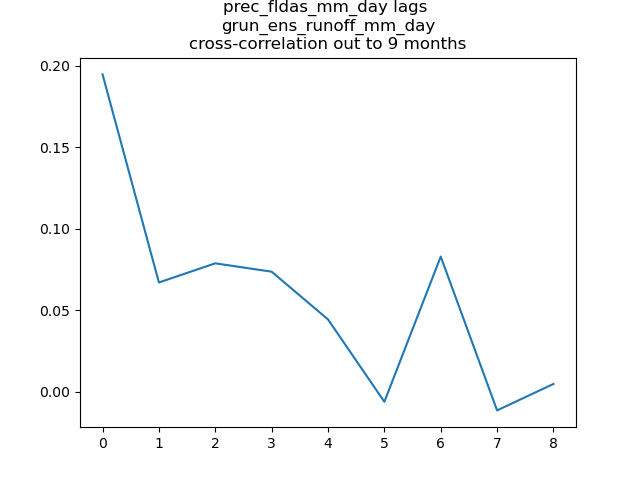 prec_fldas_mm_day lags
grun_ens_runoff_mm_day
cross-correlation out to 9 months
0.20
0.15
0.10
0.05
0.00
0 1 2 3 4 5 6 7 8